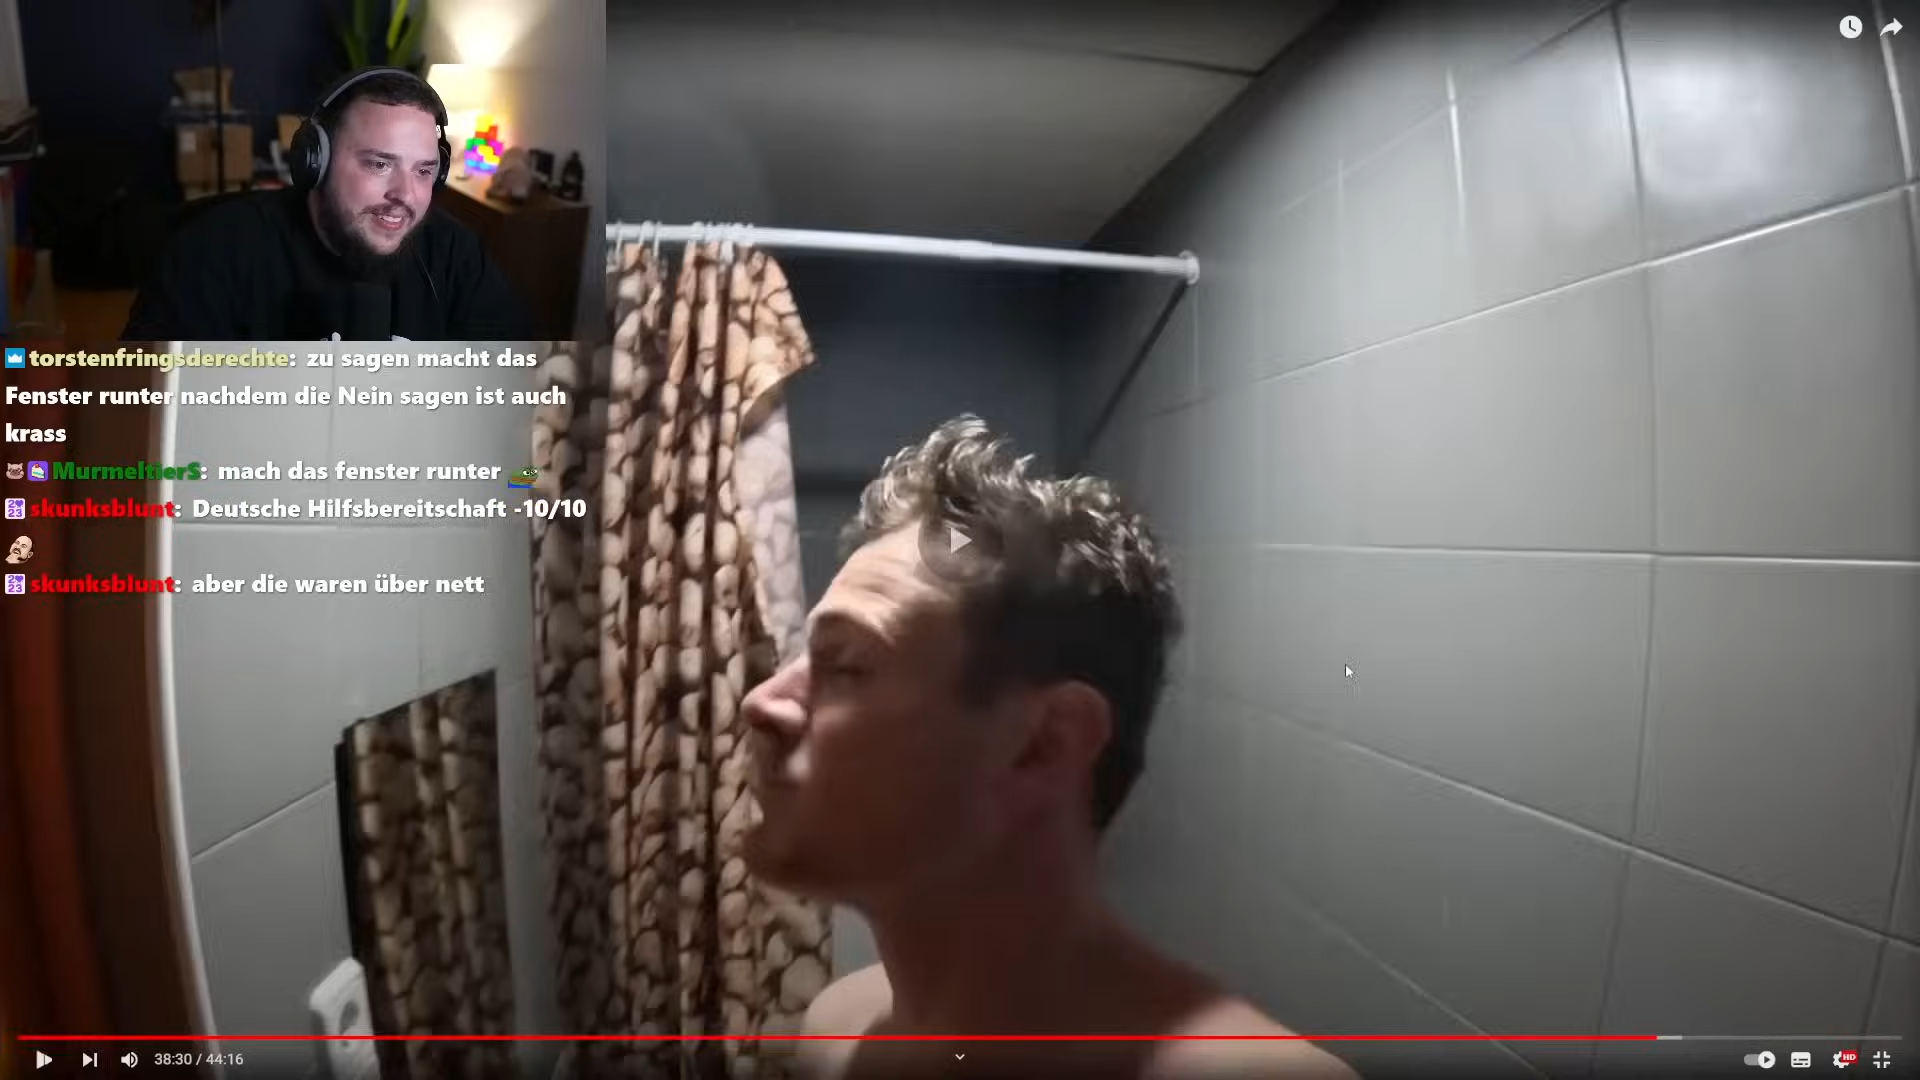 torstenfringsderechte: zu sagen macht das
Fenster runter nachdem die Nein sagen ist auch
krass
MurmeltierS: mach das fenster runter
skunksblunt: Deutsche Hilfsbereitschaft -10/10
skunksblunt: aber die waren über nett
38:30 / 44:16
HD